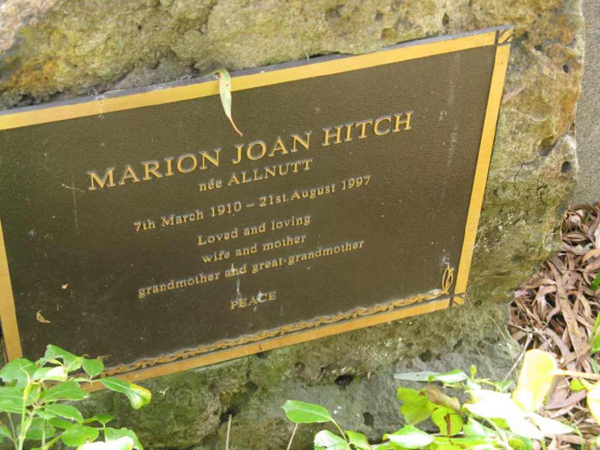 MARION JOAN HITCH
née ALLNUTT
7th March 1910 – 21st August 1997
Loved and loving
wife and mother
grandmother and great-grandmother
PEACE